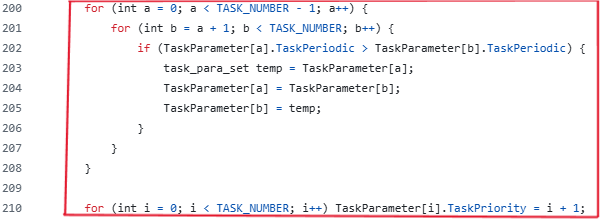 200 for (int a = 0; a < TASK_NUMBER - 1; a++) {
201 for (int b = a + 1; b < TASK_NUMBER; b++) {
202 if (TaskParameter[a].TaskPeriodic > TaskParameter[b].TaskPeriodic) {
203 task_para_set temp = TaskParameter[a];
204 TaskParameter[a] = TaskParameter[b];
205 TaskParameter[b] = temp;
206 }
207 }
208 }
209
210 for (int i = 0; i < TASK_NUMBER; i++) TaskParameter[i].TaskPriority = i + 1;